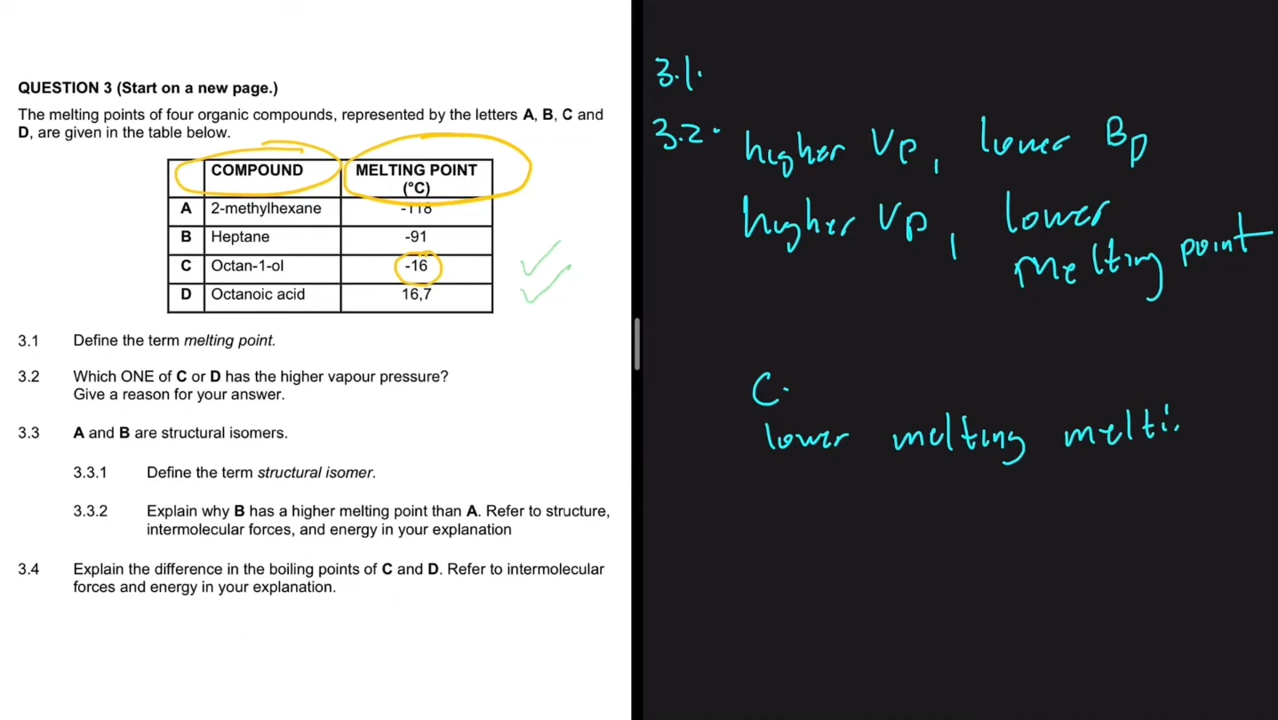 QUESTION 3 (Start on a new page.)
The melting points of four organic compounds, represented by the letters A, B, C and
D, are given in the table below.
COMPOUND MELTING POINT
(°C)
A 2-methylhexane -118
B Heptane -91
C Octan-1-ol -16
D Octanoic acid 16,7
3.1 Define the term melting point.
3.2 Which ONE of C or D has the higher vapour pressure?
Give a reason for your answer.
3.3 A and B are structural isomers.
3.3.1 Define the term structural isomer.
3.3.2 Explain why B has a higher melting point than A. Refer to structure,
intermolecular forces, and energy in your explanation
3.4 Explain the difference in the boiling points of C and D. Refer to intermolecular
forces and energy in your explanation.
3.1.
3.2. higher Vp, lower Bp
higher Vp, lower
melting point
C.
lower melting melti